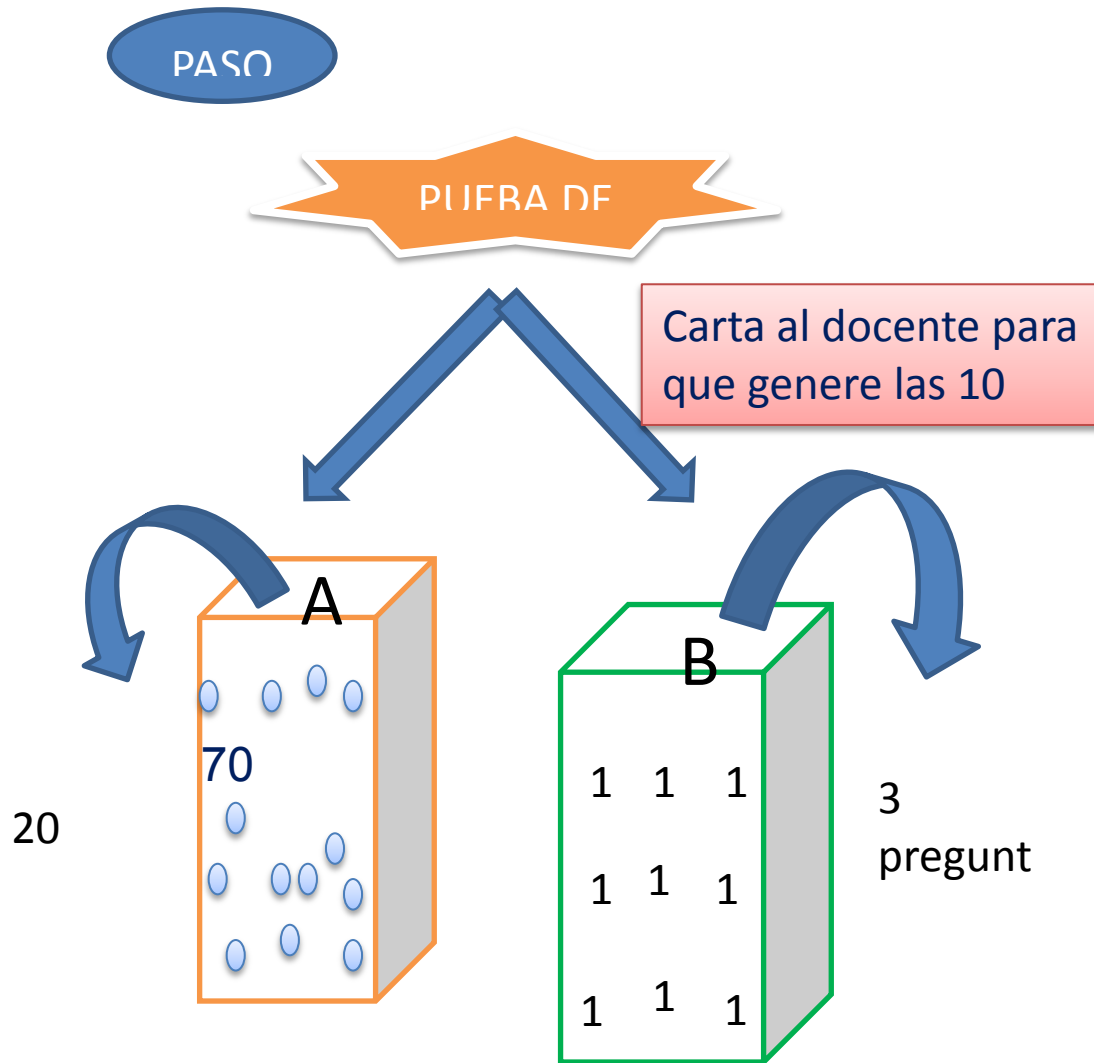 PASO
PUEBA DE
Carta al docente para
que genere las 10
A
B
70
1 1 1
20
3
pregunt
1 1 1
1 1 1